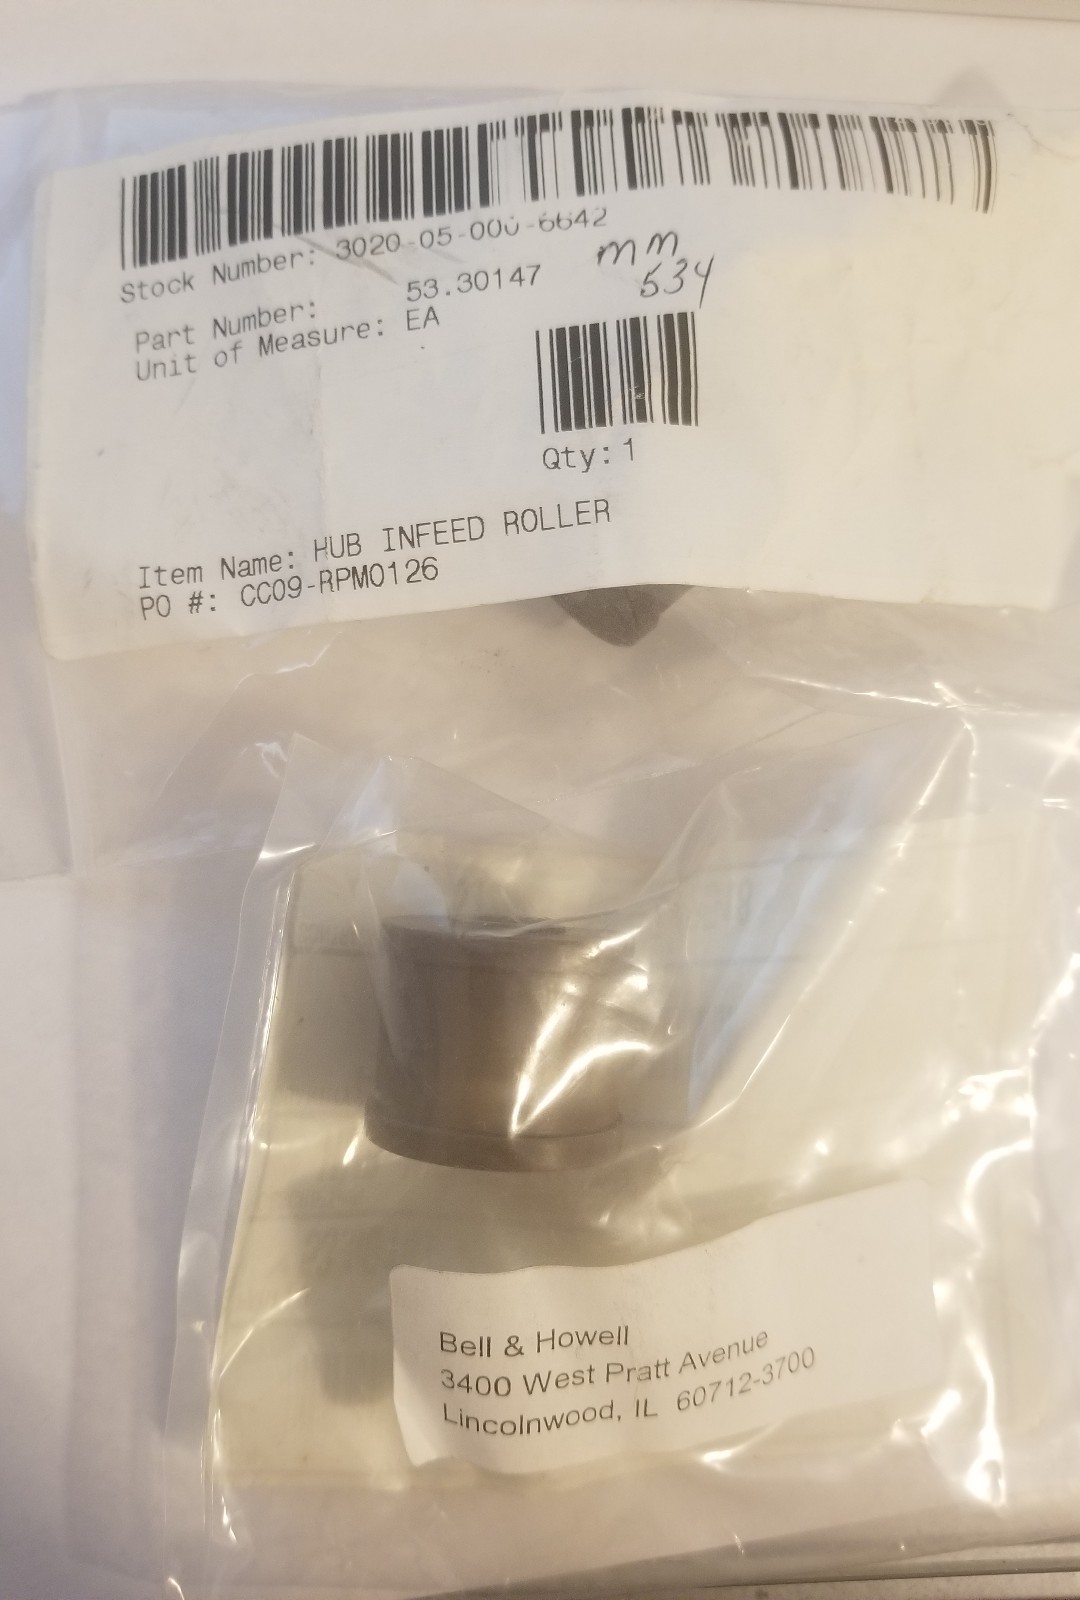 Stock Number: 3020-05-000-6642
mm
534
Part Number: 53.30147
Unit of Measure: EA
Qty: 1
Item Name: HUB INFEED ROLLER
PO #: CC09-RPM0126
Bell & Howell
3400 West Pratt Avenue
Lincolnwood, IL 60712-3700